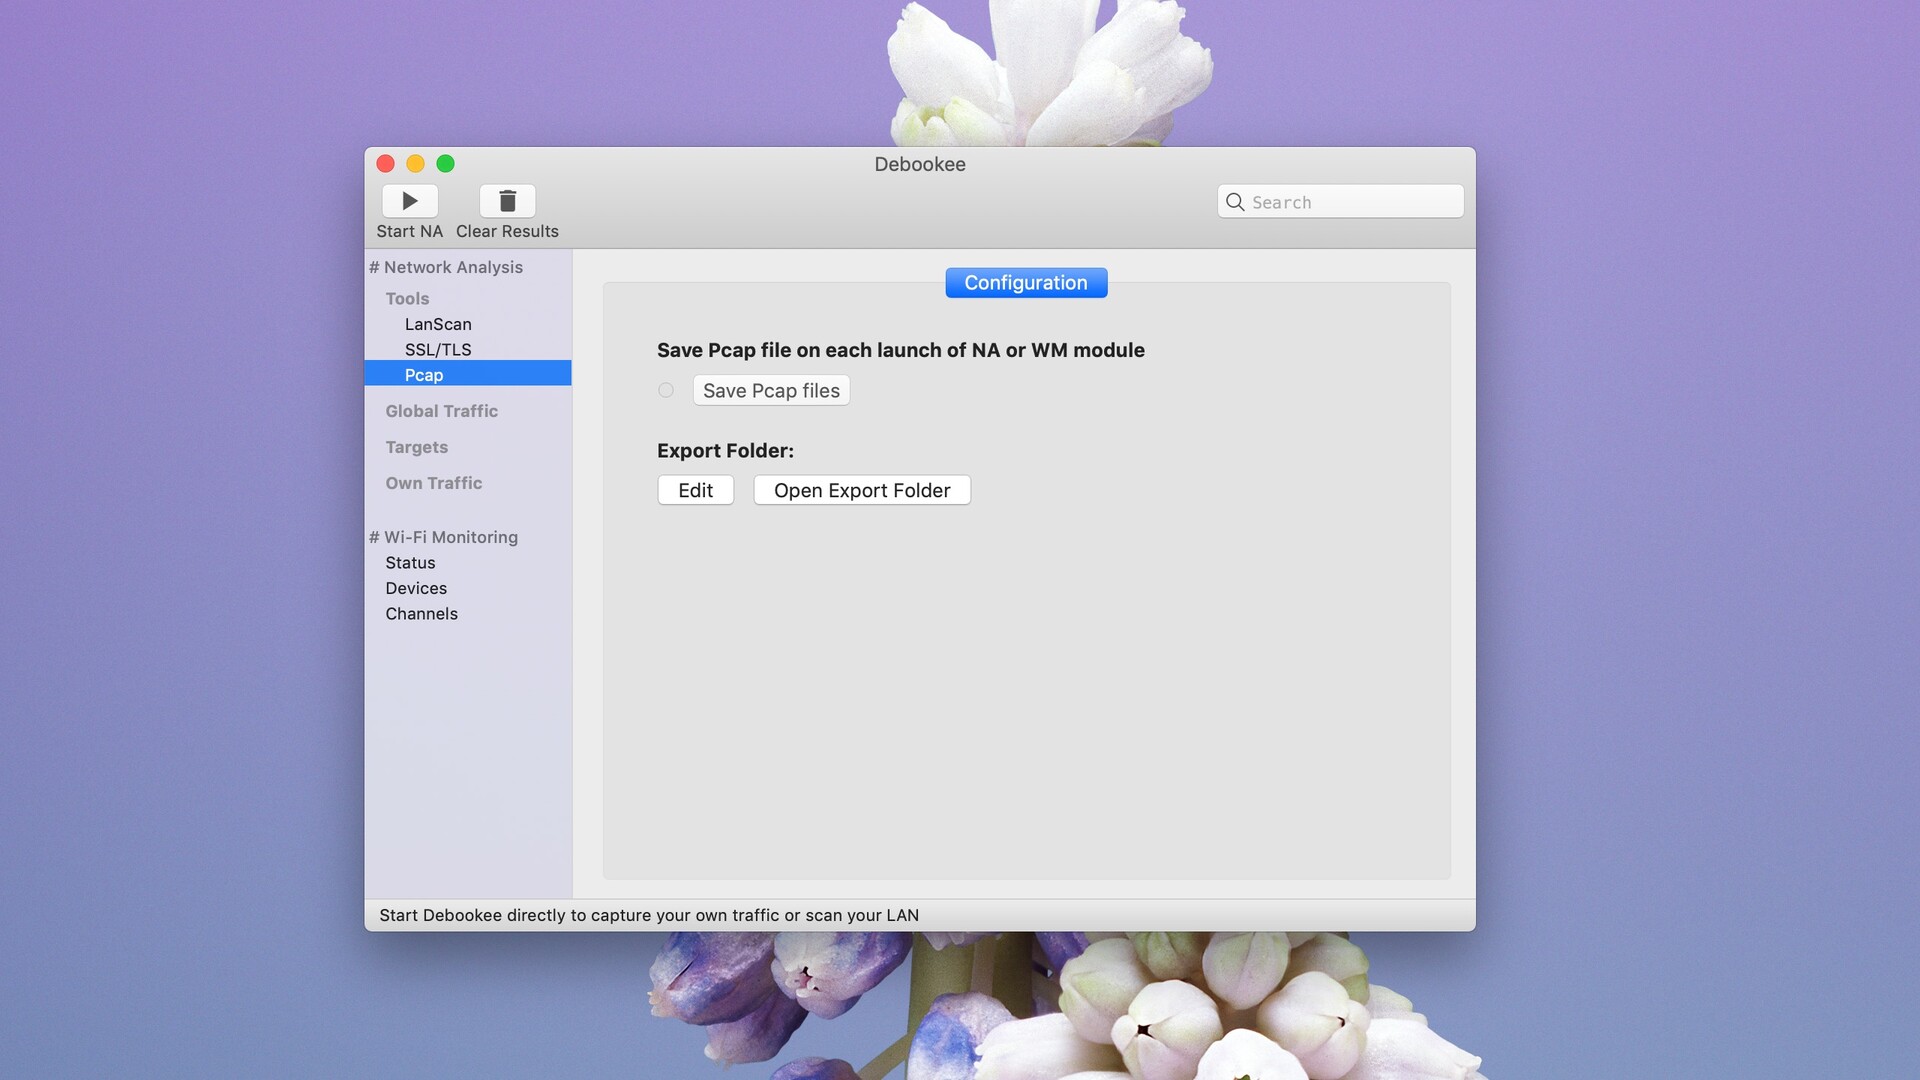 Debookee
Start NA
Clear Results
Search
# Network Analysis
Tools
LanScan
SSL/TLS
Pcap
Global Traffic
Targets
Own Traffic
# Wi-Fi Monitoring
Status
Devices
Channels
Configuration
Save Pcap file on each launch of NA or WM module
Save Pcap files
Export Folder:
Edit
Open Export Folder
Start Debookee directly to capture your own traffic or scan your LAN